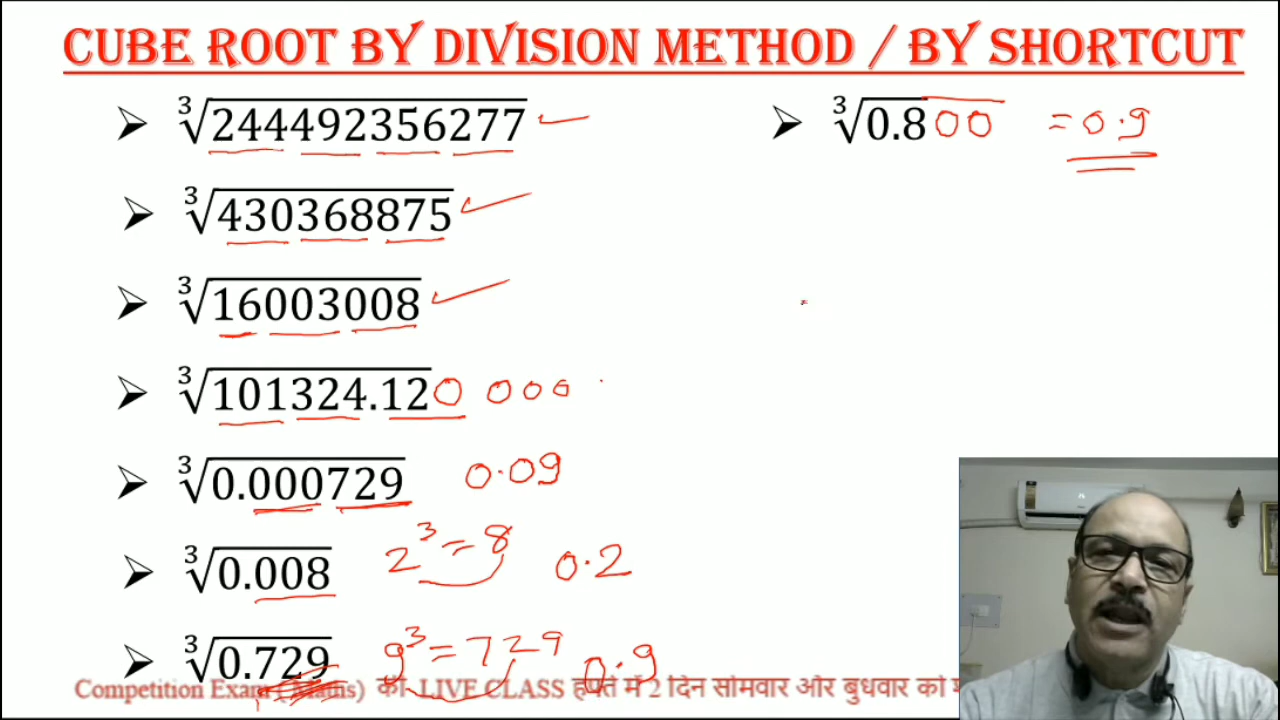 CUBE ROOT BY DIVISION METHOD / BY SHORTCUT
➢ ∛244492356277
➢ ∛430368875
➢ ∛16003008
➢ ∛101324.120 000
➢ ∛0.000729 0.09
➢ ∛0.008 2³=8 0.2
➢ ∛0.729 9³=729 0.9
➢ ∛0.800 =0.9
Competition Exam (Maths) की LIVE CLASS हफ्ते में 2 दिन सोमवार और बुधवार को